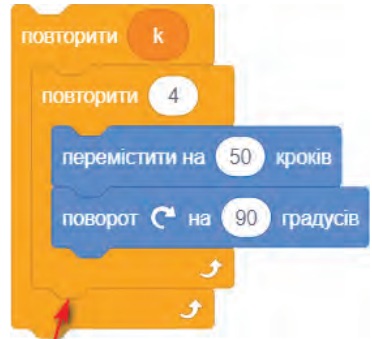 повторити k
повторити 4
перемістити на 50 кроків
поворот на 90 градусів